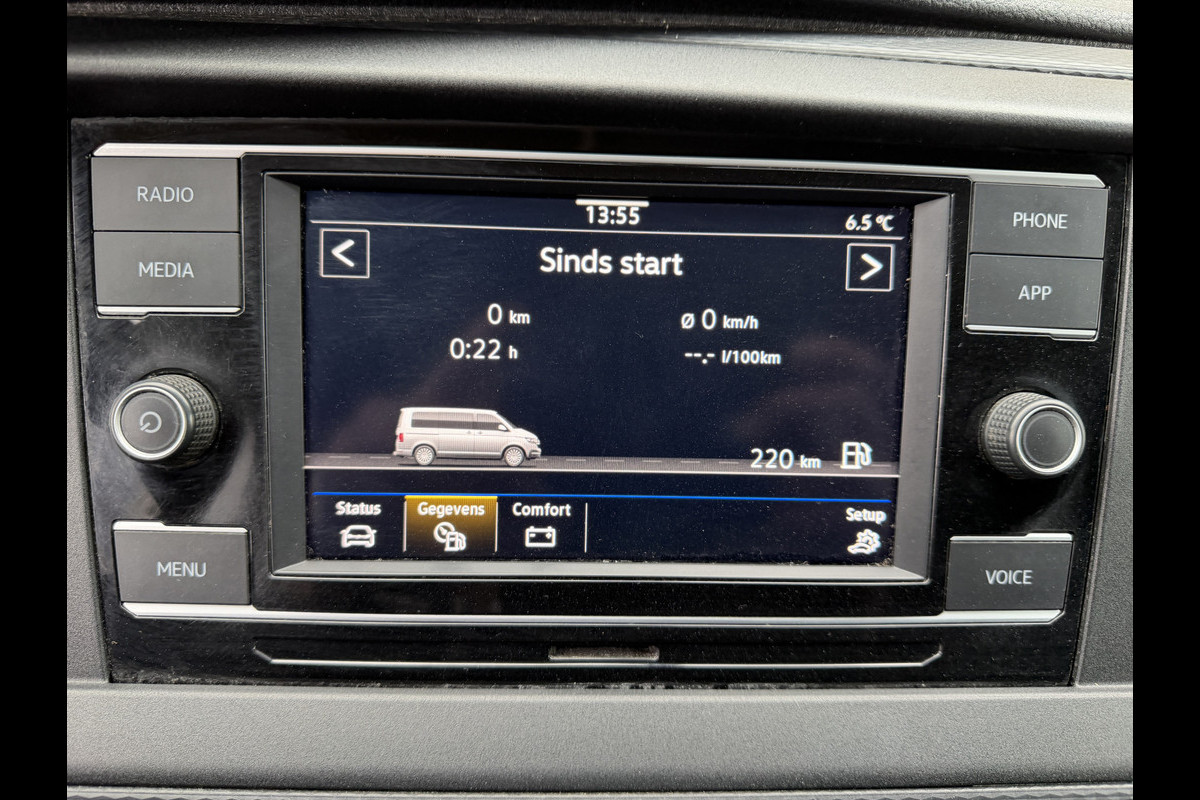 RADIO
MEDIA
MENU
13:55
6.5 °C
<
Sinds start
>
0 km
Ø 0 km/h
0:22 h
--.- l/100km
220 km
Status
Gegevens
Comfort
Setup
PHONE
APP
VOICE